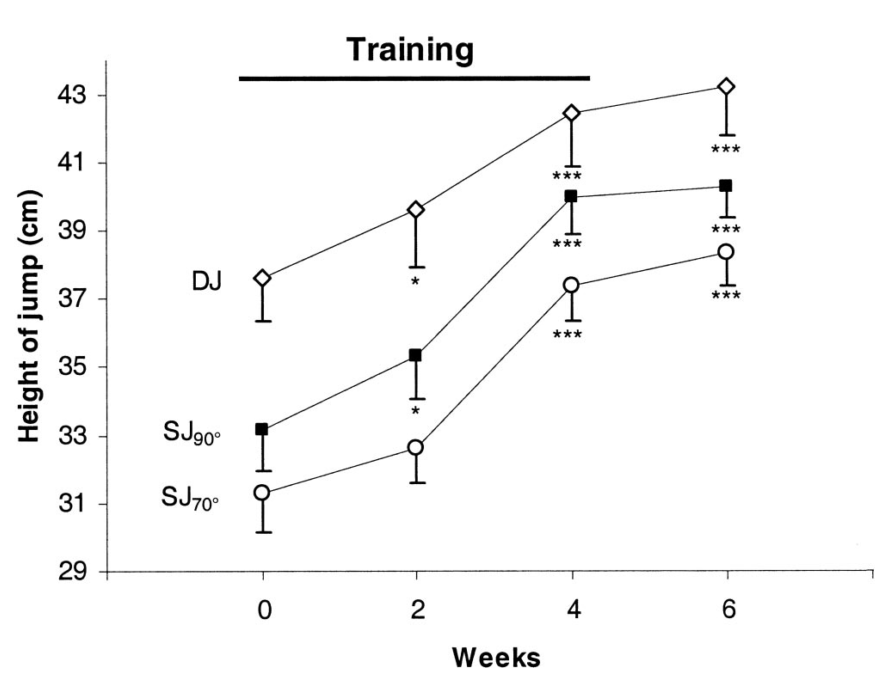 Training
43
41
39
37
35
33
31
29
Height of jump (cm)
DJ
SJ90°
SJ70°
*
***
***
*
***
***
***
***
0 2 4 6
Weeks